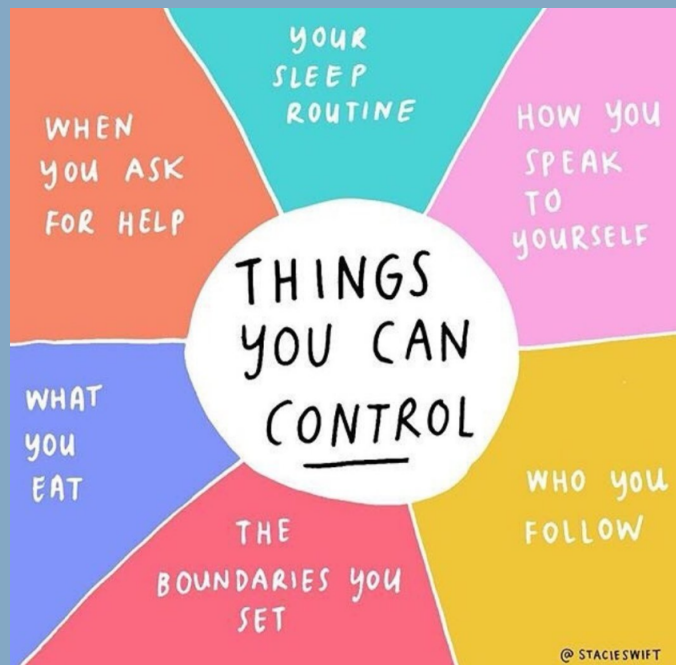 YOUR
SLEEP
ROUTINE
HOW YOU
SPEAK
TO
YOURSELF
WHO YOU
FOLLOW
THE
BOUNDARIES YOU
SET
WHAT
YOU
EAT
WHEN
YOU ASK
FOR HELP
THINGS
YOU CAN
CONTROL
@STACIESWIFT